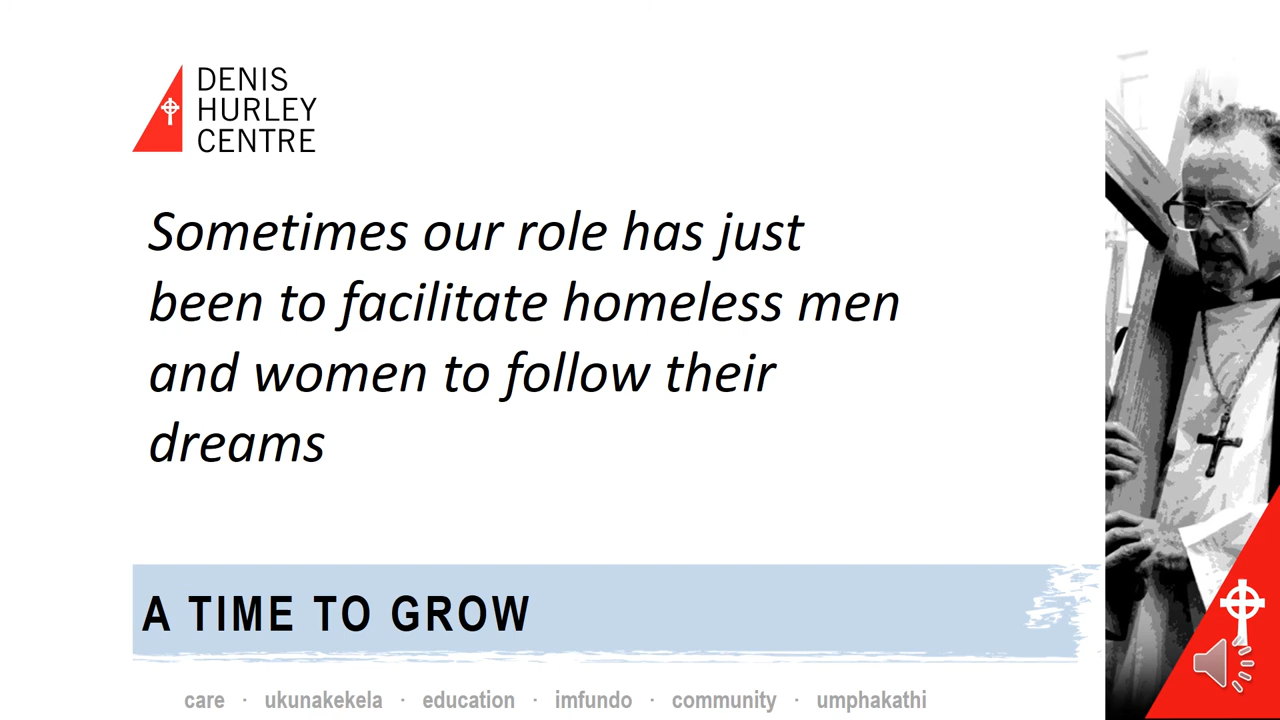 DENIS
HURLEY
CENTRE
Sometimes our role has just
been to facilitate homeless men
and women to follow their
dreams
A TIME TO GROW
care · ukunakekela · education · imfundo · community · umphakathi